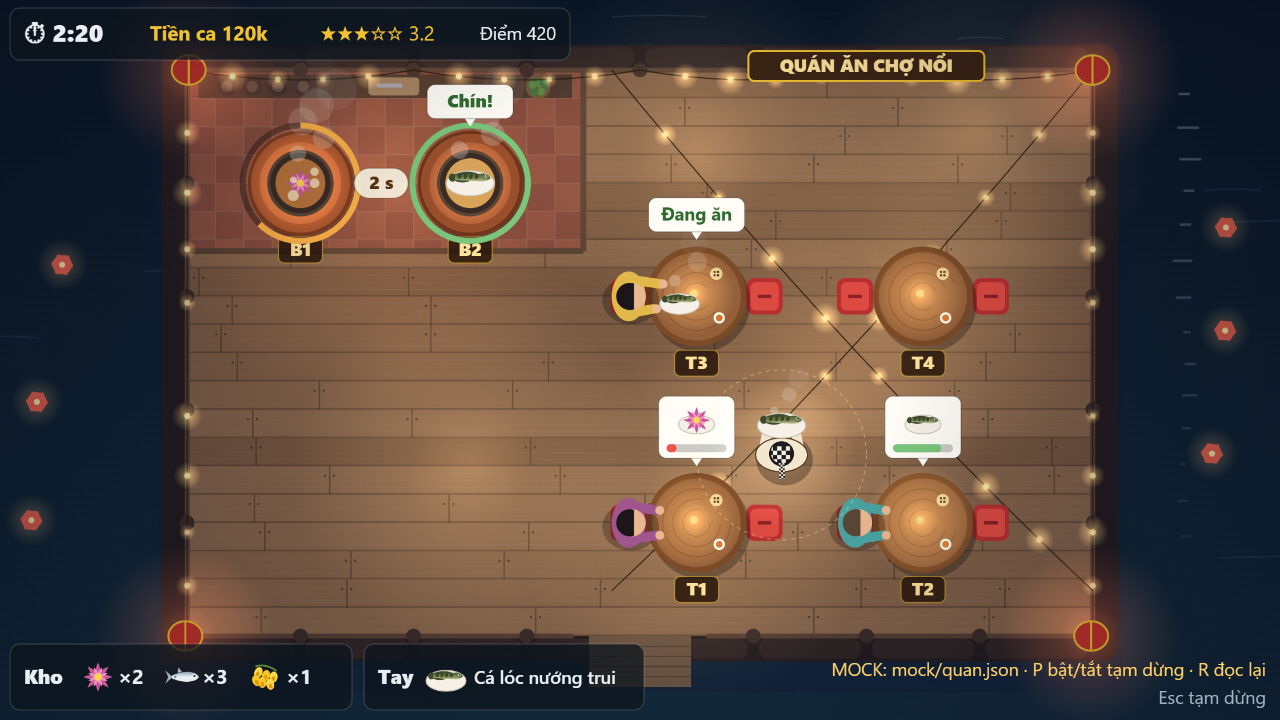 2:20
Tiền ca 120k
3.2
Điểm 420
QUÁN ĂN CHỢ NỔI
Chín!
2 s
B1
B2
Đang ăn
T3
T4
T1
T2
Kho
×2
×3
×1
Tay
Cá lóc nướng trui
MOCK: mock/quan.json · P bật/tắt tạm dừng · R đọc lại
Esc tạm dừng